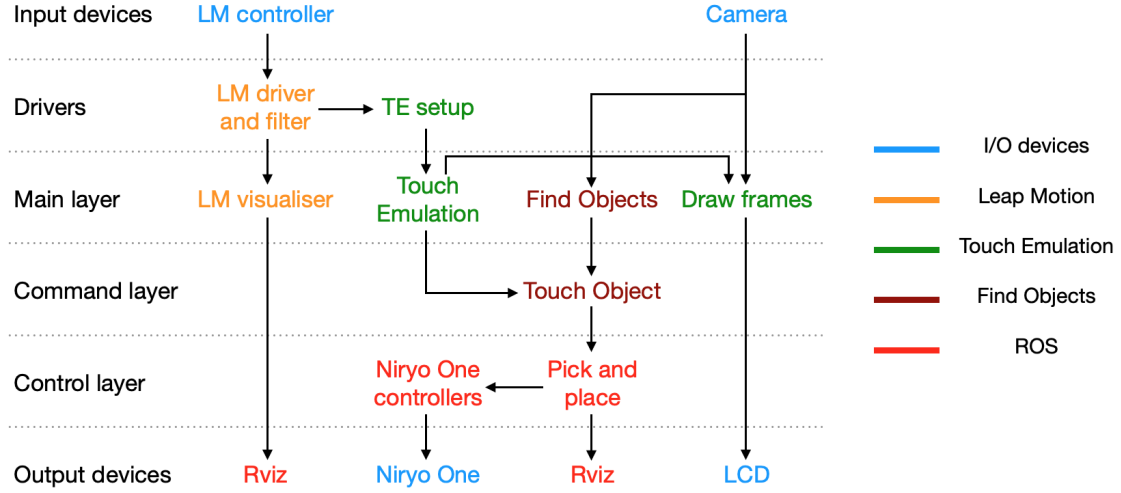 Input devices
LM controller
Camera
Drivers
LM driver
and filter
TE setup
Main layer
LM visualiser
Touch
Emulation
Find Objects
Draw frames
Command layer
Touch Object
Control layer
Niryo One
controllers
Pick and
place
Output devices
Rviz
Niryo One
Rviz
LCD
I/O devices
Leap Motion
Touch Emulation
Find Objects
ROS